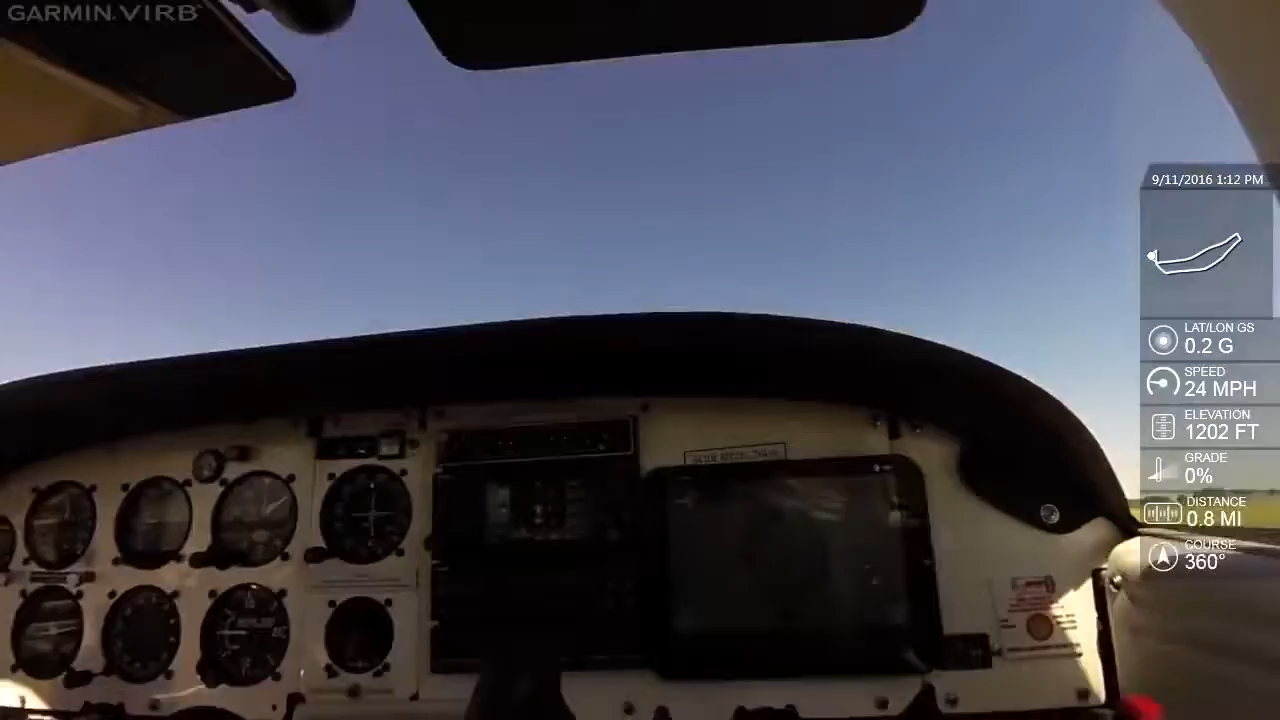 GARMIN VIRB
9/11/2016 1:12 PM
LAT/LON GS
0.2 G
SPEED
24 MPH
ELEVATION
1202 FT
GRADE
0%
DISTANCE
0.8 MI
COURSE
360°